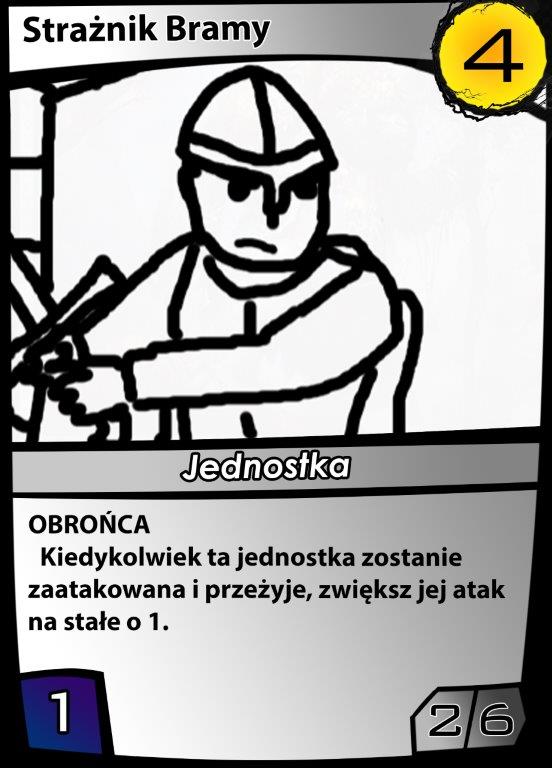 Strażnik Bramy
4
Jednostka
OBROŃCA
Kiedykolwiek ta jednostka zostanie
zaatakowana i przeżyje, zwiększ jej atak
na stałe o 1.
1
2/6